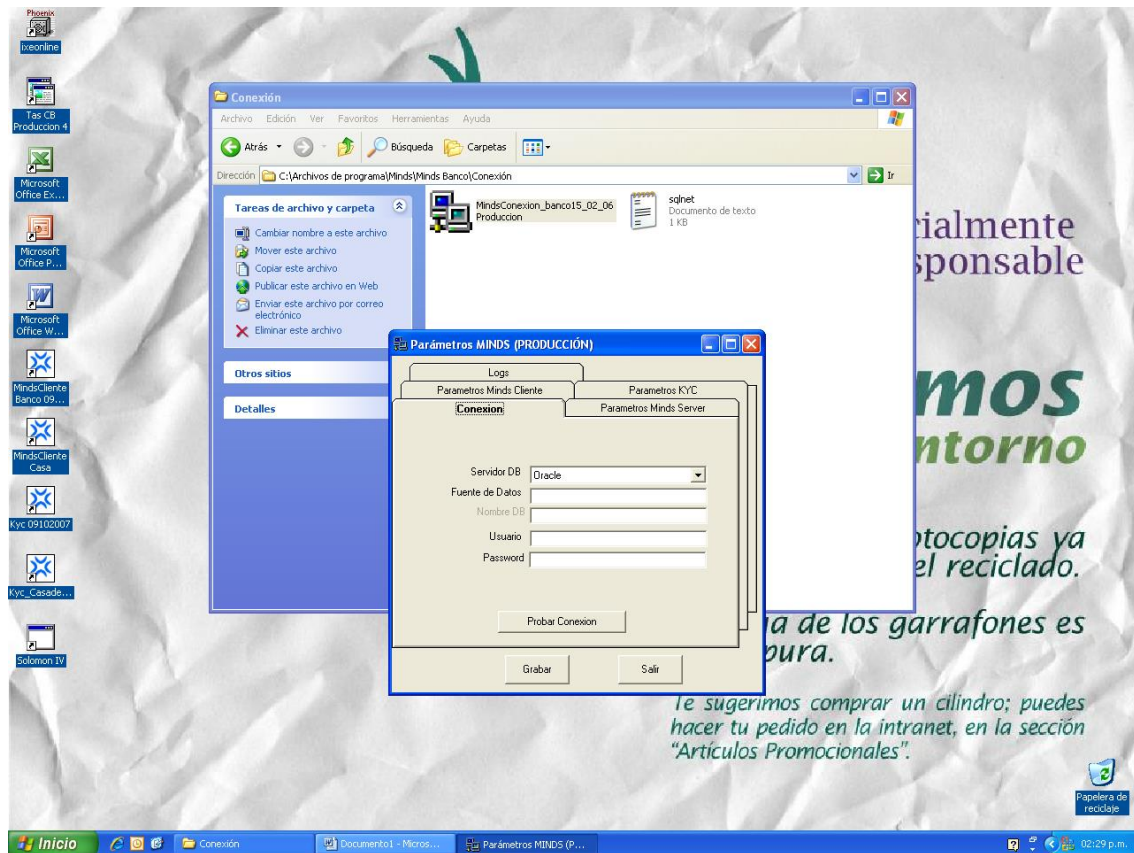 Phoenix
ixeonline
Tas CB
Produccion 4
Microsoft
Office Ex...
Microsoft
Office P...
Microsoft
Office W...
MindsCliente
Banco 09...
MindsCliente
Casa
Kyc 09102007
Kyc_Casade...
Solomon IV
Conexión
Archivo Edición Ver Favoritos Herramientas Ayuda
Atrás Búsqueda Carpetas
Dirección C:\Archivos de programa\Minds\Minds Banco\Conexión Ir
Tareas de archivo y carpeta
Cambiar nombre a este archivo
Mover este archivo
Copiar este archivo
Publicar este archivo en Web
Enviar este archivo por correo
electrónico
Eliminar este archivo
Otros sitios
Detalles
MindsConexion_banco15_02_06
Produccion
sqlnet
Documento de texto
1 KB
Parámetros MINDS (PRODUCCIÓN)
Logs
Parametros Minds Cliente Parametros KYC
Conexion Parametros Minds Server
Servidor DB Oracle
Fuente de Datos
Nombre DB
Usuario
Password
Probar Conexion
Grabar Salir
cialmente
sponsable
mos
ntorno
otocopias ya
el reciclado.
a de los garrafones es
pura.
Te sugerimos comprar un cilindro; puedes
hacer tu pedido en la intranet, en la sección
“Artículos Promocionales”.
Papelera de
reciclaje
Inicio Conexión Documento1 - Micros... Parámetros MINDS (P... 02:29 p.m.